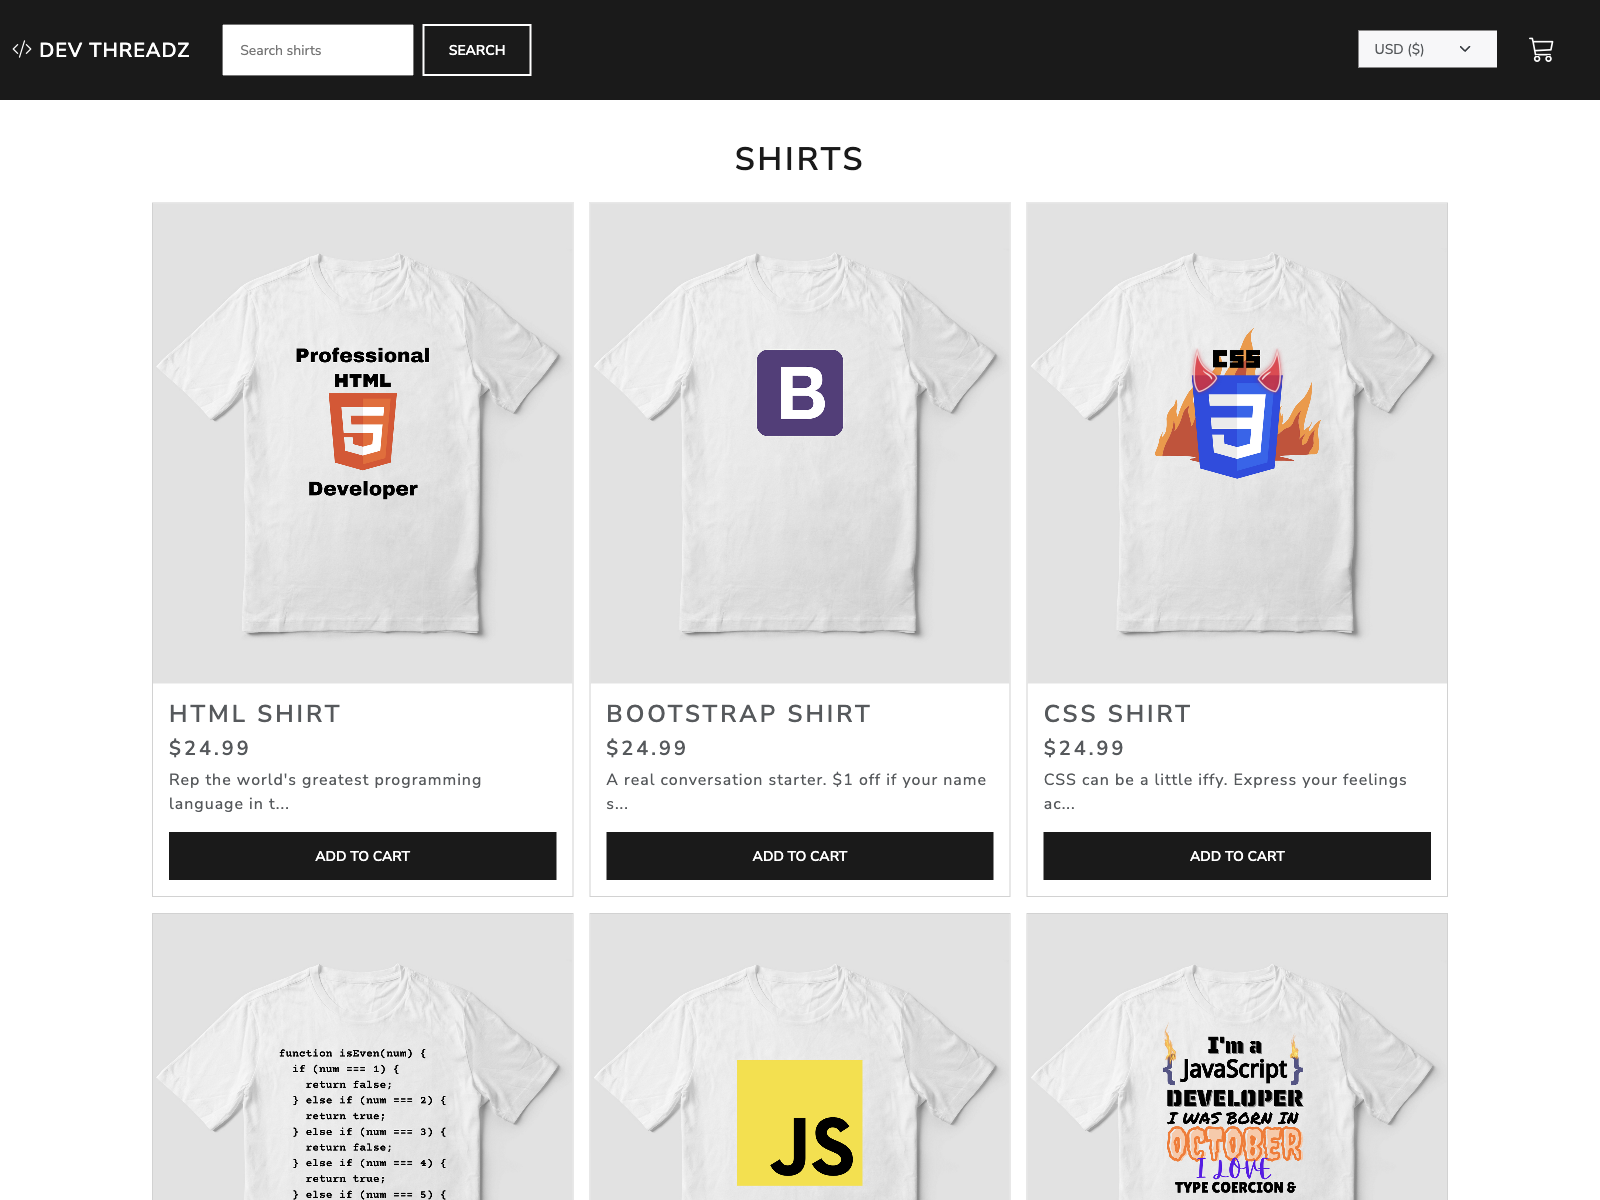 </> DEV THREADZ
Search shirts
SEARCH
USD ($)
SHIRTS
Professional
HTML
5
Developer
B
CSS
3
HTML SHIRT
$24.99
Rep the world's greatest programming
language in t...
ADD TO CART
BOOTSTRAP SHIRT
$24.99
A real conversation starter. $1 off if your name
s...
ADD TO CART
CSS SHIRT
$24.99
CSS can be a little iffy. Express your feelings
ac...
ADD TO CART
function isEven(num) {
if (num === 1) {
return false;
} else if (num === 2) {
return true;
} else if (num === 3) {
return false;
} else if (num === 4) {
return true;
} else if (num === 5) {
JS
I'm a
{ JavaScript }
DEVELOPER
I WAS BORN IN
OCTOBER
I LOVE
TYPE COERCION &